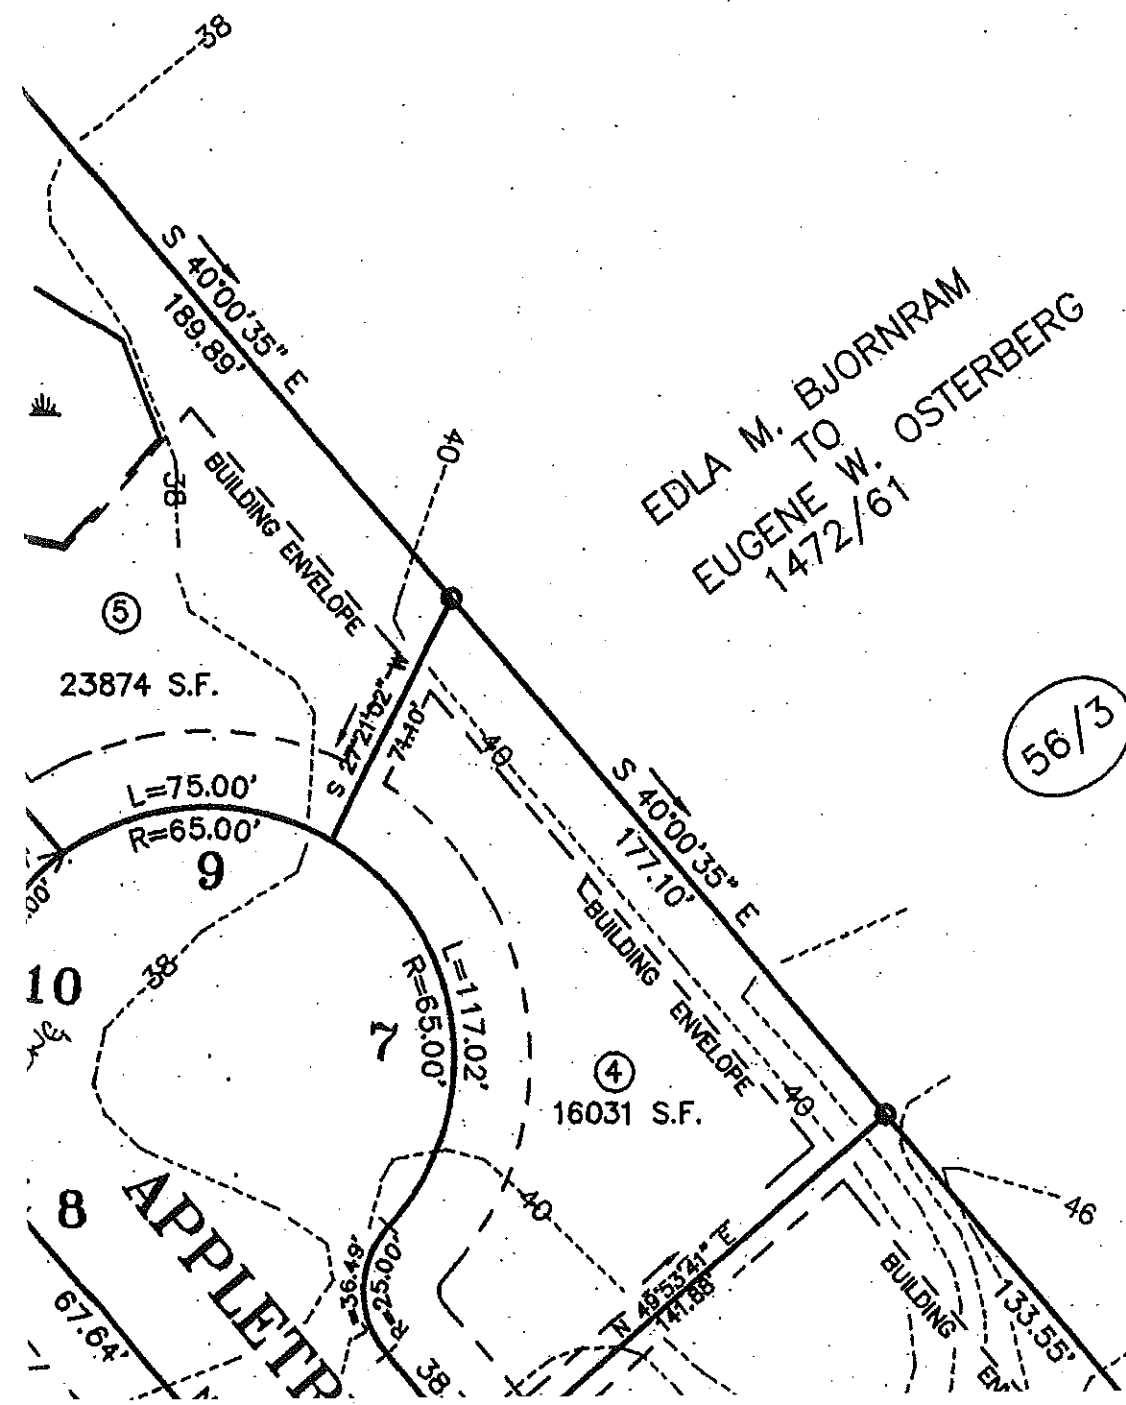 38
S 40°00'35" E
189.89'
EDLA M. BJORNRAM
TO
EUGENE W. OSTERBERG
1472/61
40
38
BUILDING ENVELOPE
5
23874 S.F.
S 27°21'02" W
71.10'
40
56/3
S 40°00'35" E
177.10'
L=75.00'
R=65.00'
9
.00'
BUILDING ENVELOPE
10
38
L=117.02'
R=65.00'
7
4
16031 S.F.
40
40
46
8
APPLETR
N 49°53'41" E
141.88'
=36.49'
R=25.00'
BUILDING
133.55'
67.64'
38